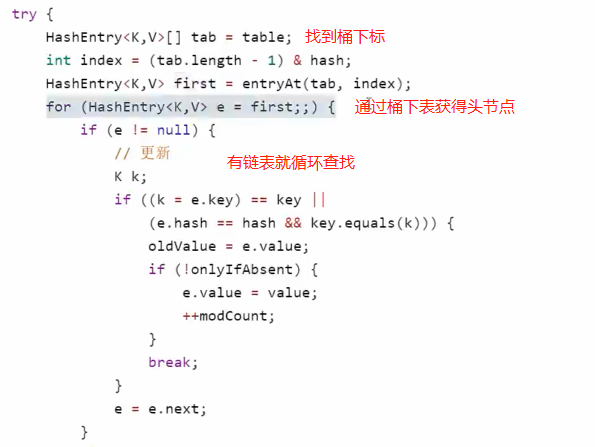 try {
HashEntry<K,V>[] tab = table; 找到桶下标
int index = (tab.length - 1) & hash;
HashEntry<K,V> first = entryAt(tab, index);
for (HashEntry<K,V> e = first;;) { 通过桶下表获得头节点
if (e != null) {
// 更新
有链表就循环查找
K k;
if ((k = e.key) == key ||
(e.hash == hash && key.equals(k))) {
oldValue = e.value;
if (!onlyIfAbsent) {
e.value = value;
++modCount;
}
break;
}
e = e.next;
}